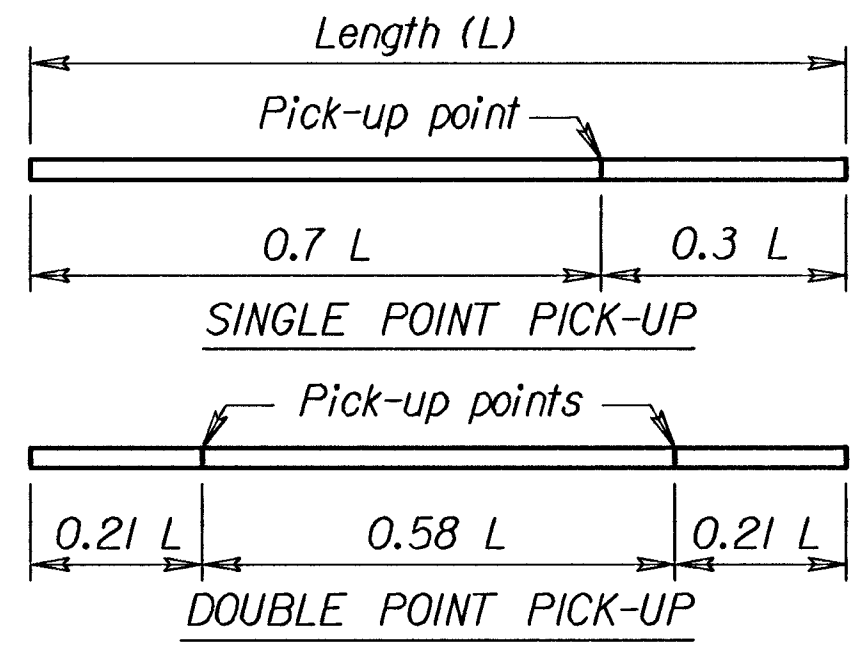 Length (L)
Pick-up point
0.7 L 0.3 L
SINGLE POINT PICK-UP
Pick-up points
0.21 L 0.58 L 0.21 L
DOUBLE POINT PICK-UP